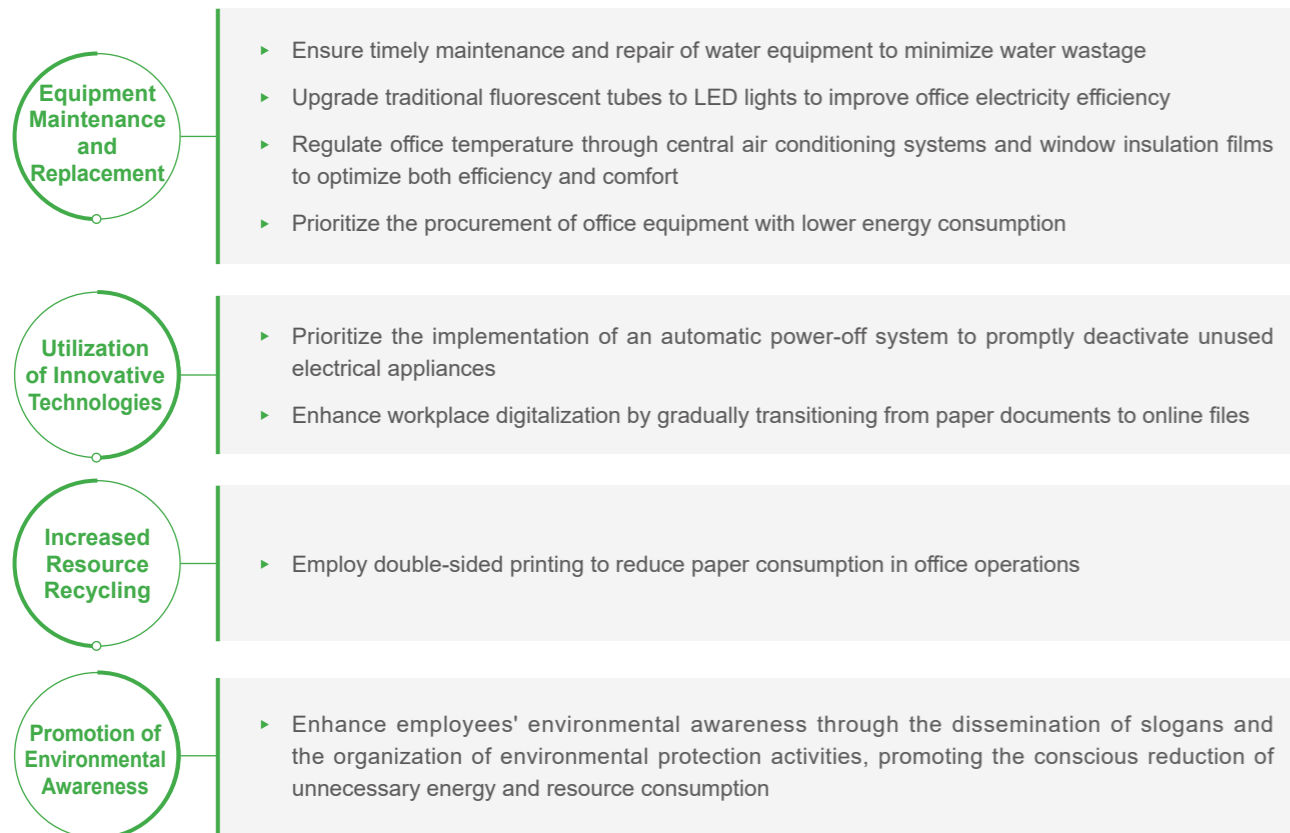 Equipment
Maintenance
and
Replacement
▸ Ensure timely maintenance and repair of water equipment to minimize water wastage
▸ Upgrade traditional fluorescent tubes to LED lights to improve office electricity efficiency
▸ Regulate office temperature through central air conditioning systems and window insulation films
to optimize both efficiency and comfort
▸ Prioritize the procurement of office equipment with lower energy consumption
Utilization
of Innovative
Technologies
▸ Prioritize the implementation of an automatic power-off system to promptly deactivate unused
electrical appliances
▸ Enhance workplace digitalization by gradually transitioning from paper documents to online files
Increased
Resource
Recycling
▸ Employ double-sided printing to reduce paper consumption in office operations
Promotion of
Environmental
Awareness
▸ Enhance employees' environmental awareness through the dissemination of slogans and
the organization of environmental protection activities, promoting the conscious reduction of
unnecessary energy and resource consumption